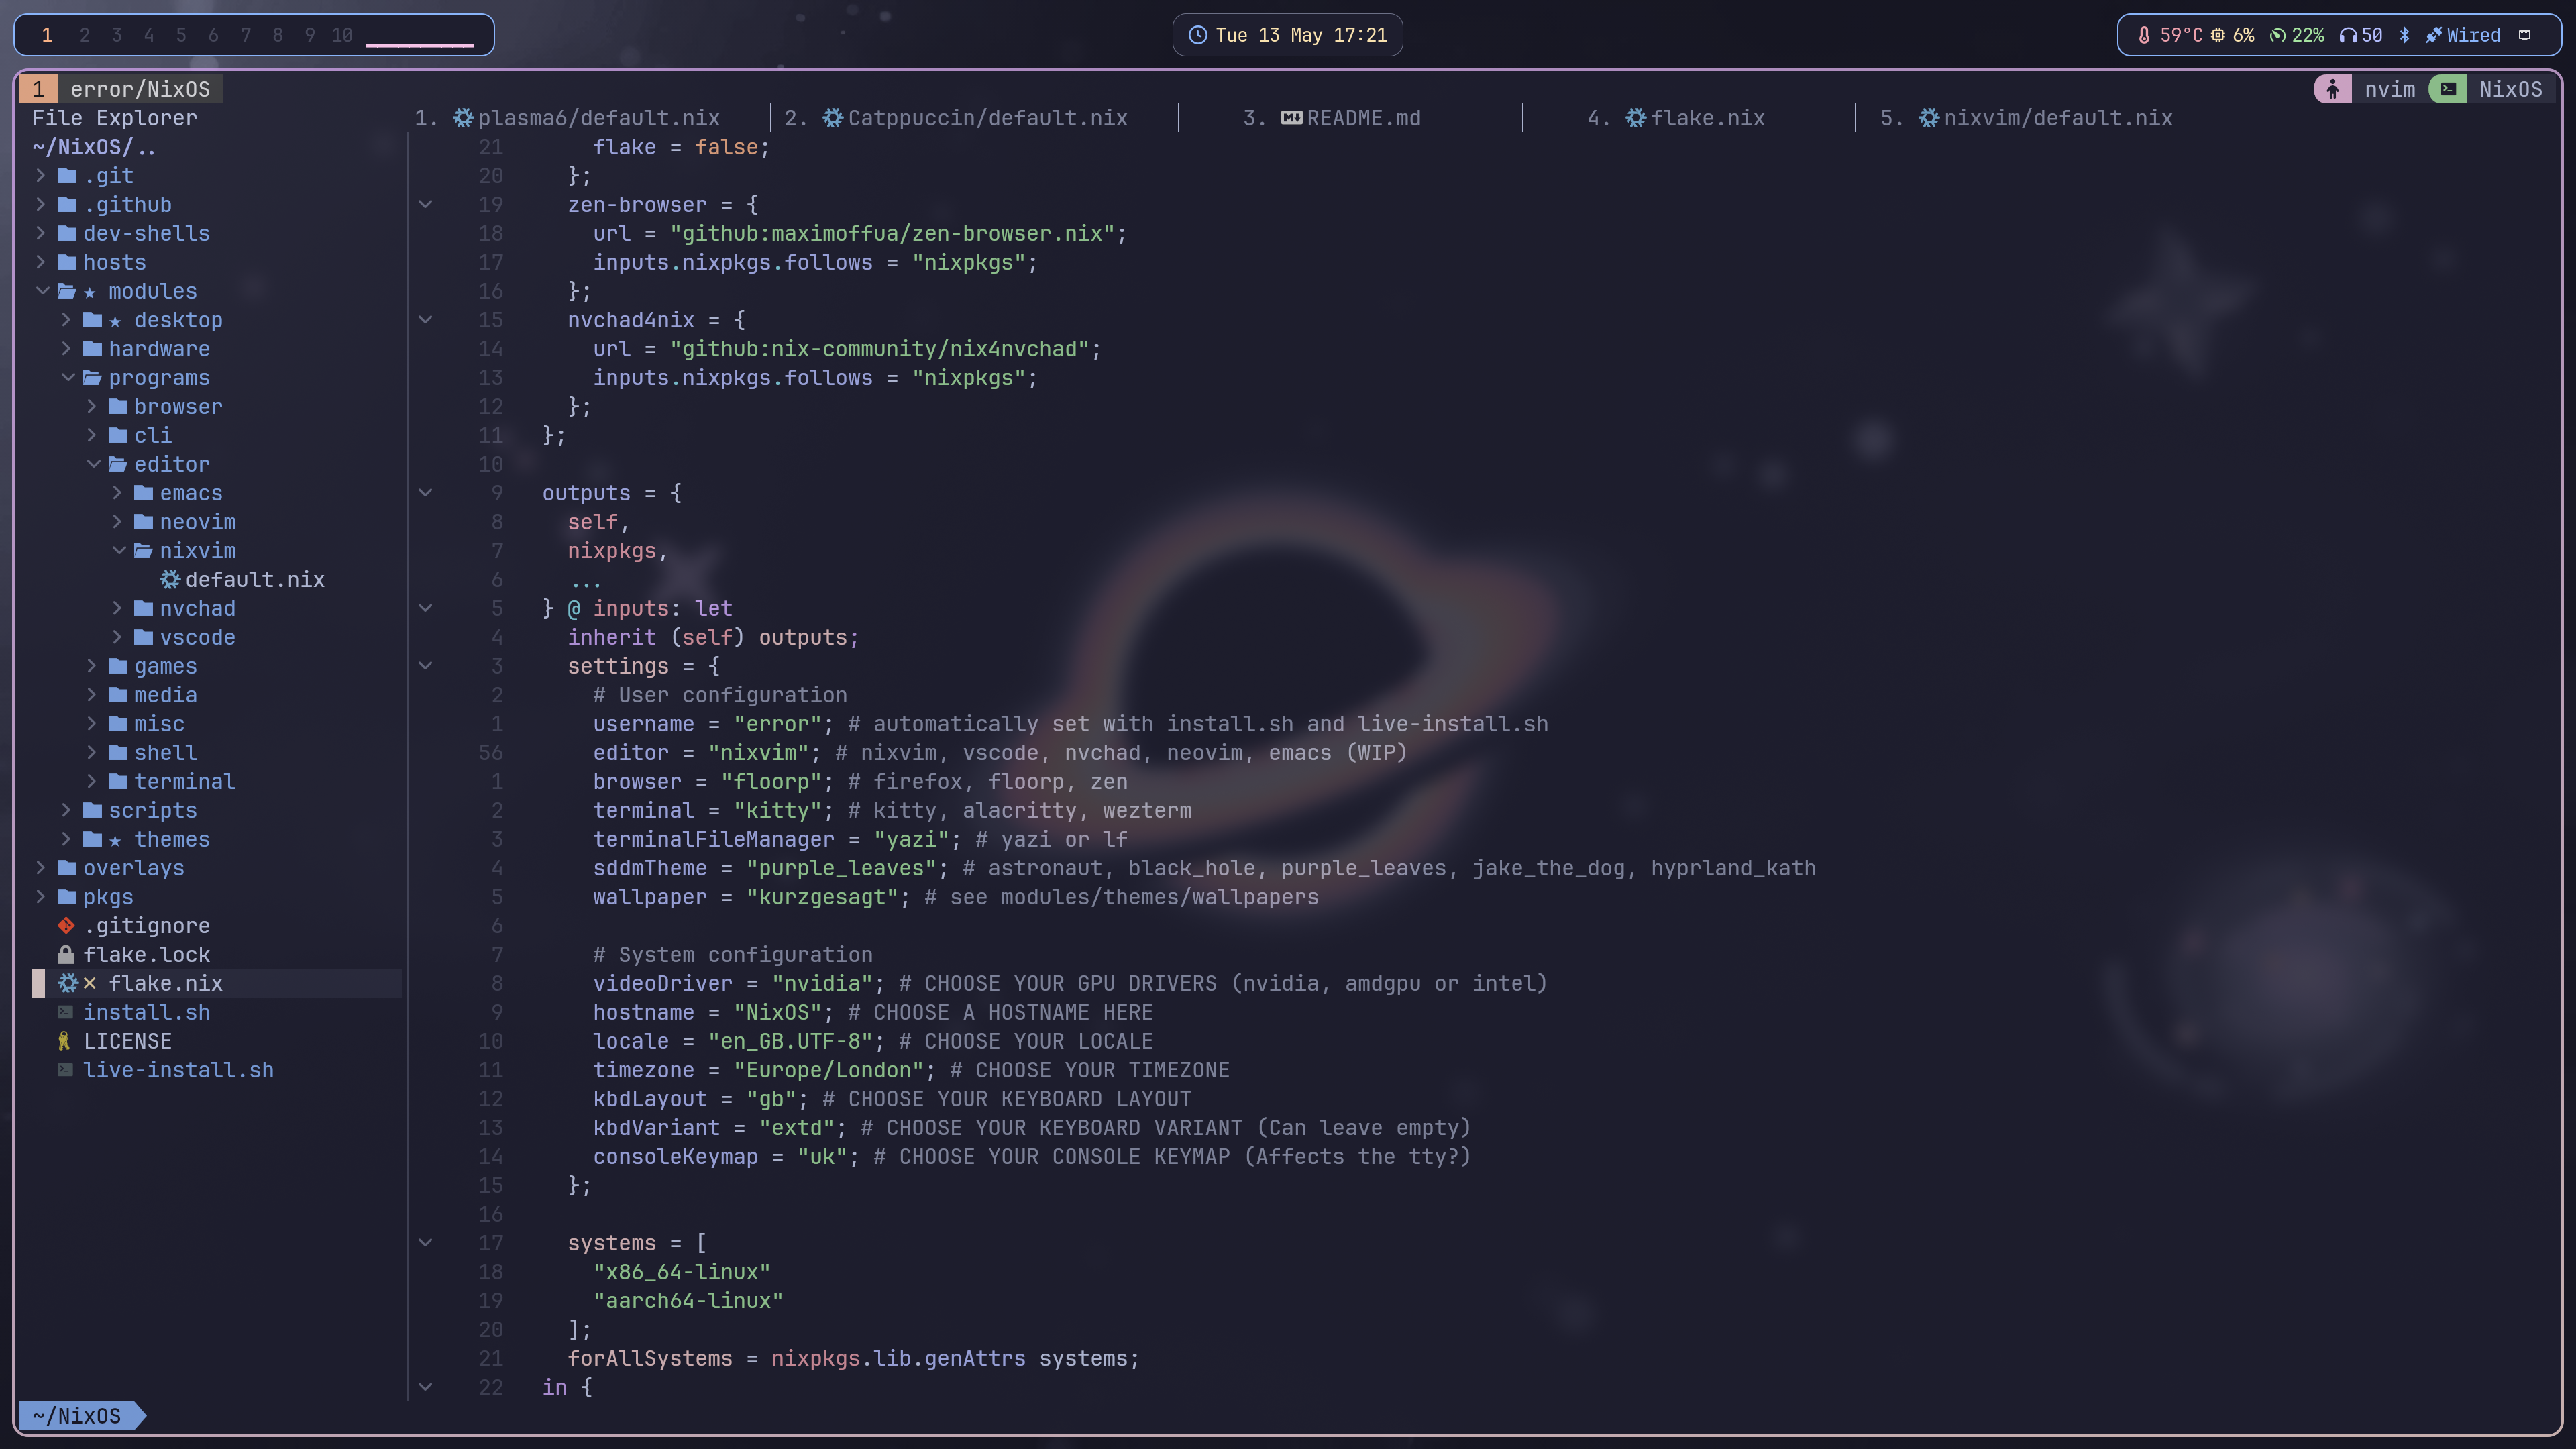 1 2 3 4 5 6 7 8 9 10
Tue 13 May 17:21
59°C 6% 22% 50 Wired
1 error/NixOS
nvim NixOS
File Explorer
1. plasma6/default.nix
2. Catppuccin/default.nix
3. README.md
4. flake.nix
5. nixvim/default.nix
~/NixOS/..
.git
.github
dev-shells
hosts
★ modules
★ desktop
hardware
programs
browser
cli
editor
emacs
neovim
nixvim
default.nix
nvchad
vscode
games
media
misc
shell
terminal
scripts
★ themes
overlays
pkgs
.gitignore
flake.lock
✕ flake.nix
install.sh
LICENSE
live-install.sh
21 flake = false;
20 };
19 zen-browser = {
18 url = "github:maximoffua/zen-browser.nix";
17 inputs.nixpkgs.follows = "nixpkgs";
16 };
15 nvchad4nix = {
14 url = "github:nix-community/nix4nvchad";
13 inputs.nixpkgs.follows = "nixpkgs";
12 };
11 };
10
9 outputs = {
8 self,
7 nixpkgs,
6 ...
5 } @ inputs: let
4 inherit (self) outputs;
3 settings = {
2 # User configuration
1 username = "error"; # automatically set with install.sh and live-install.sh
56 editor = "nixvim"; # nixvim, vscode, nvchad, neovim, emacs (WIP)
1 browser = "floorp"; # firefox, floorp, zen
2 terminal = "kitty"; # kitty, alacritty, wezterm
3 terminalFileManager = "yazi"; # yazi or lf
4 sddmTheme = "purple_leaves"; # astronaut, black_hole, purple_leaves, jake_the_dog, hyprland_kath
5 wallpaper = "kurzgesagt"; # see modules/themes/wallpapers
6
7 # System configuration
8 videoDriver = "nvidia"; # CHOOSE YOUR GPU DRIVERS (nvidia, amdgpu or intel)
9 hostname = "NixOS"; # CHOOSE A HOSTNAME HERE
10 locale = "en_GB.UTF-8"; # CHOOSE YOUR LOCALE
11 timezone = "Europe/London"; # CHOOSE YOUR TIMEZONE
12 kbdLayout = "gb"; # CHOOSE YOUR KEYBOARD LAYOUT
13 kbdVariant = "extd"; # CHOOSE YOUR KEYBOARD VARIANT (Can leave empty)
14 consoleKeymap = "uk"; # CHOOSE YOUR CONSOLE KEYMAP (Affects the tty?)
15 };
16
17 systems = [
18 "x86_64-linux"
19 "aarch64-linux"
20 ];
21 forAllSystems = nixpkgs.lib.genAttrs systems;
22 in {
~/NixOS